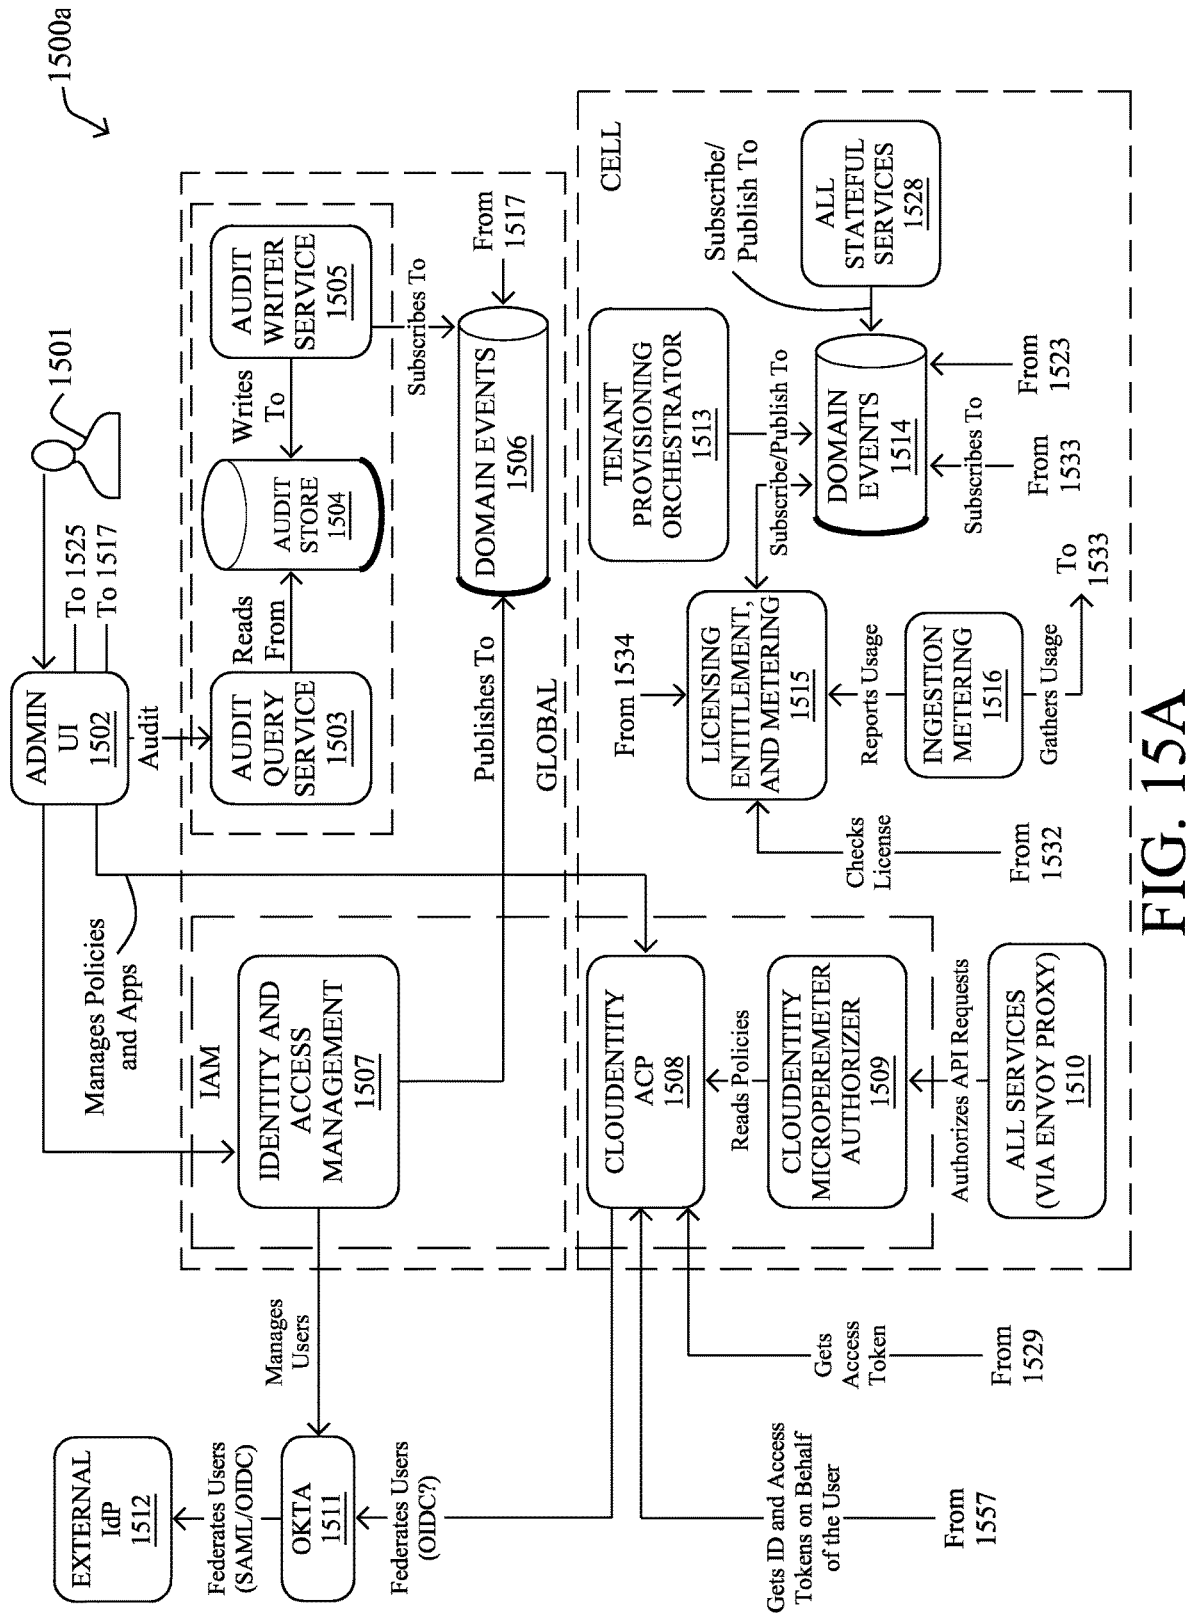 1500a
1501
ADMIN
UI
1502
To 1525
To 1517
Audit
Manages Policies
and Apps
AUDIT
QUERY
SERVICE
1503
Reads
From
AUDIT
STORE
1504
Writes
To
AUDIT
WRITER
SERVICE
1505
Subscribes To
DOMAIN EVENTS
1506
From
1517
Publishes To
GLOBAL
IAM
IDENTITY AND
ACCESS
MANAGEMENT
1507
Manages
Users
EXTERNAL
IdP
1512
Federates Users
(SAML/OIDC)
OKTA
1511
Federates Users
(OIDC?)
CELL
CLOUDENTITY
ACP
1508
Reads Policies
CLOUDENTITY
MICROPEREMETER
AUTHORIZER
1509
Authorizes API Requests
ALL SERVICES
(VIA ENVOY PROXY)
1510
Gets
Access
Token
From
1529
Gets ID and Access
Tokens on Behalf
of the User
From
1557
From 1534
LICENSING
ENTITLEMENT,
AND METERING
1515
Checks
License
From
1532
Reports Usage
INGESTION
METERING
1516
Gathers Usage
To
1533
TENANT
PROVISIONING
ORCHESTRATOR
1513
Subscribe/Publish To
DOMAIN
EVENTS
1514
Subscribes To
From
1533
From
1523
Subscribe/
Publish To
ALL
STATEFUL
SERVICES
1528
FIG. 15A